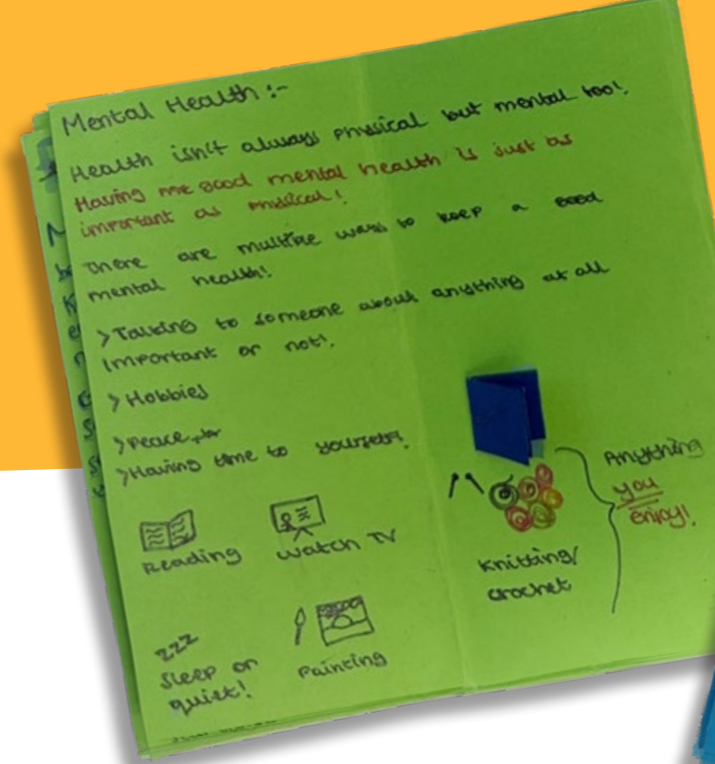 Mental Health :-
Health isn't always physical but mental too!
Having good mental health is just as
important as physical!
There are multiple ways to keep a good
mental health!
> Talking to someone about anything at all
important or not!
> Hobbies
> Peace
> Having time to yourself!
Reading
Watch TV
zzz
Sleep or
quiet!
Painting
Knitting/
crochet
Anything
you
enjoy!